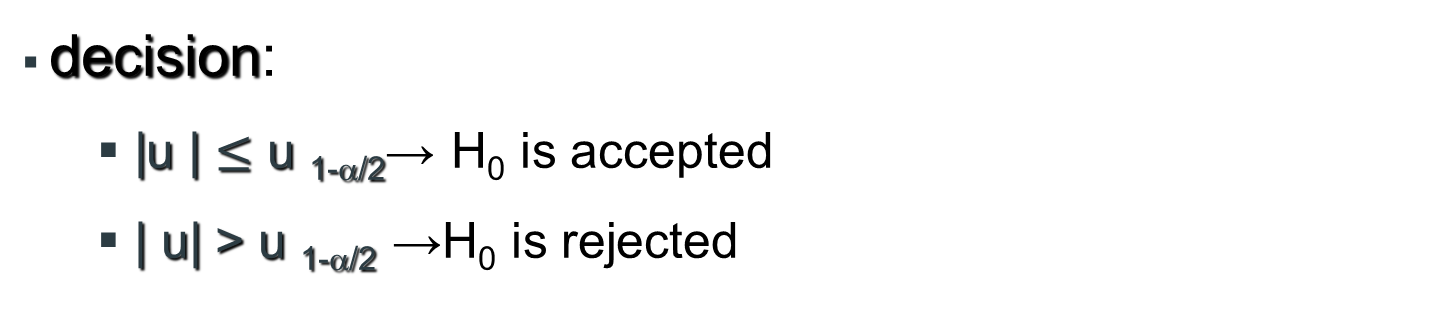 ▪ decision:
▪ |u | ≤ u 1-α/2→ H0 is accepted
▪ | u| > u 1-α/2 →H0 is rejected